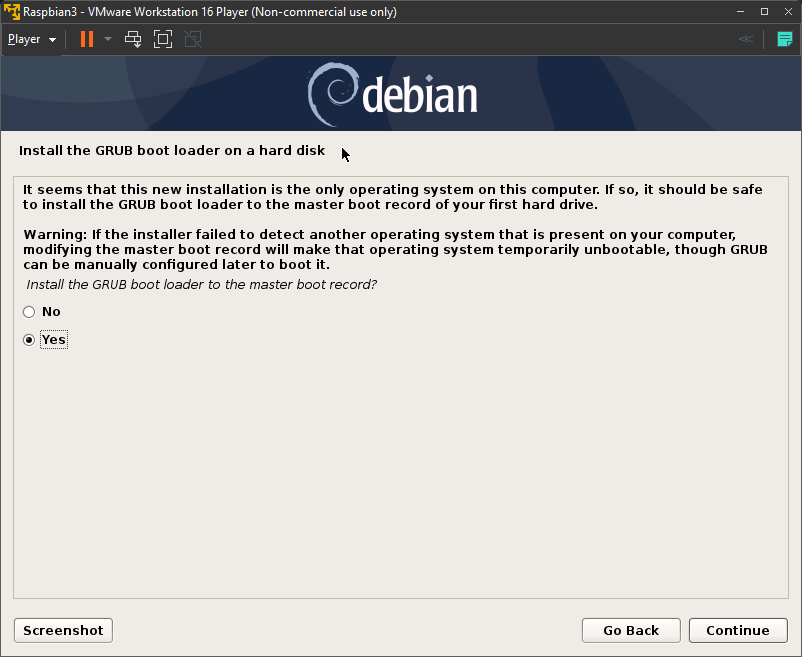 Raspbian3 - VMware Workstation 16 Player (Non-commercial use only)
Player
debian
Install the GRUB boot loader on a hard disk
It seems that this new installation is the only operating system on this computer. If so, it should be safe
to install the GRUB boot loader to the master boot record of your first hard drive.
Warning: If the installer failed to detect another operating system that is present on your computer,
modifying the master boot record will make that operating system temporarily unbootable, though GRUB
can be manually configured later to boot it.
Install the GRUB boot loader to the master boot record?
No
Yes
Screenshot
Go Back
Continue